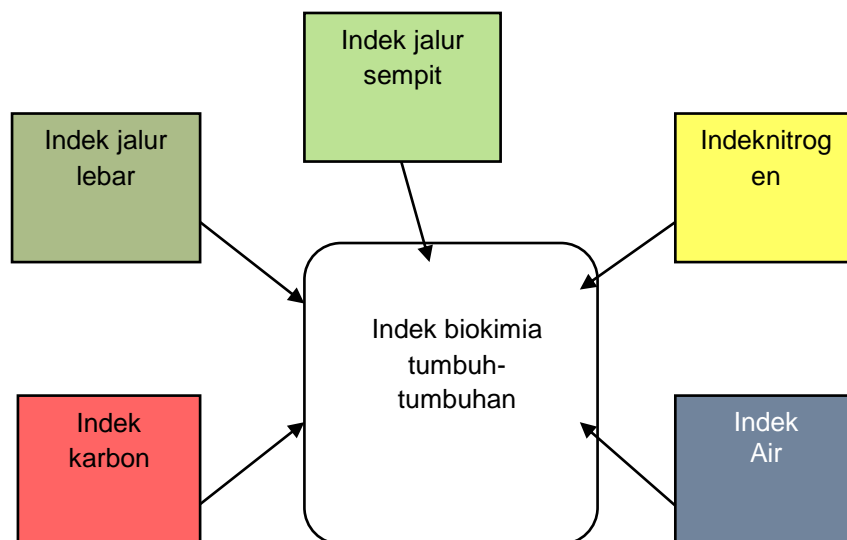 Indek jalur
sempit
Indek jalur
lebar
Indeknitrog
en
Indek biokimia
tumbuh-
tumbuhan
Indek
karbon
Indek
Air